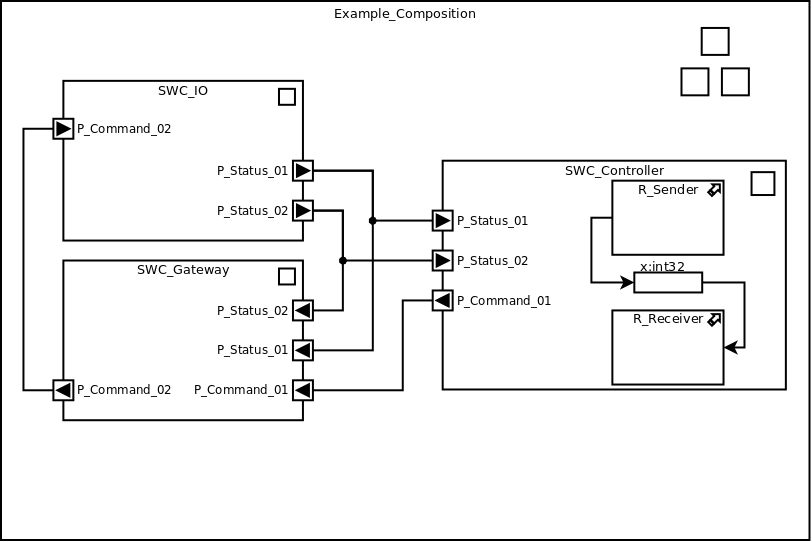 Example_Composition
SWC_IO
P_Command_02
P_Status_01
P_Status_02
SWC_Gateway
P_Status_02
P_Status_01
P_Command_02
P_Command_01
SWC_Controller
R_Sender
P_Status_01
P_Status_02
x:int32
P_Command_01
R_Receiver